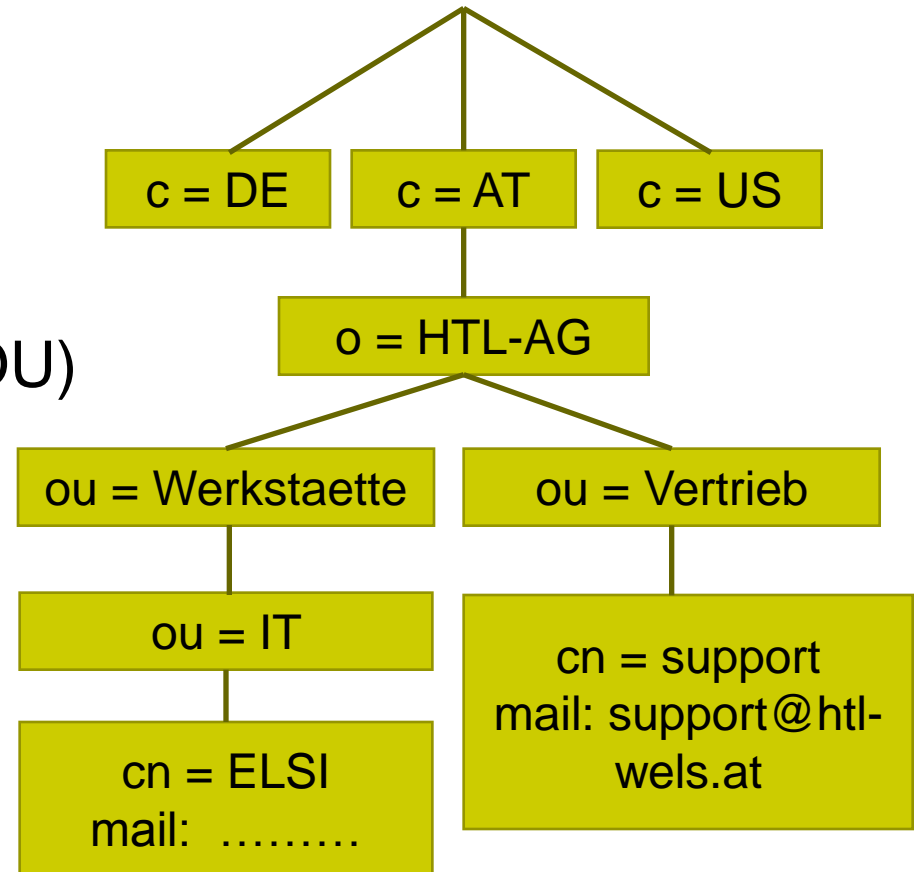 c = DE
c = AT
c = US
o = HTL-AG
OU)
ou = Werkstaette
ou = Vertrieb
ou = IT
cn = support
mail: support@htl-
wels.at
cn = ELSI
mail: ………